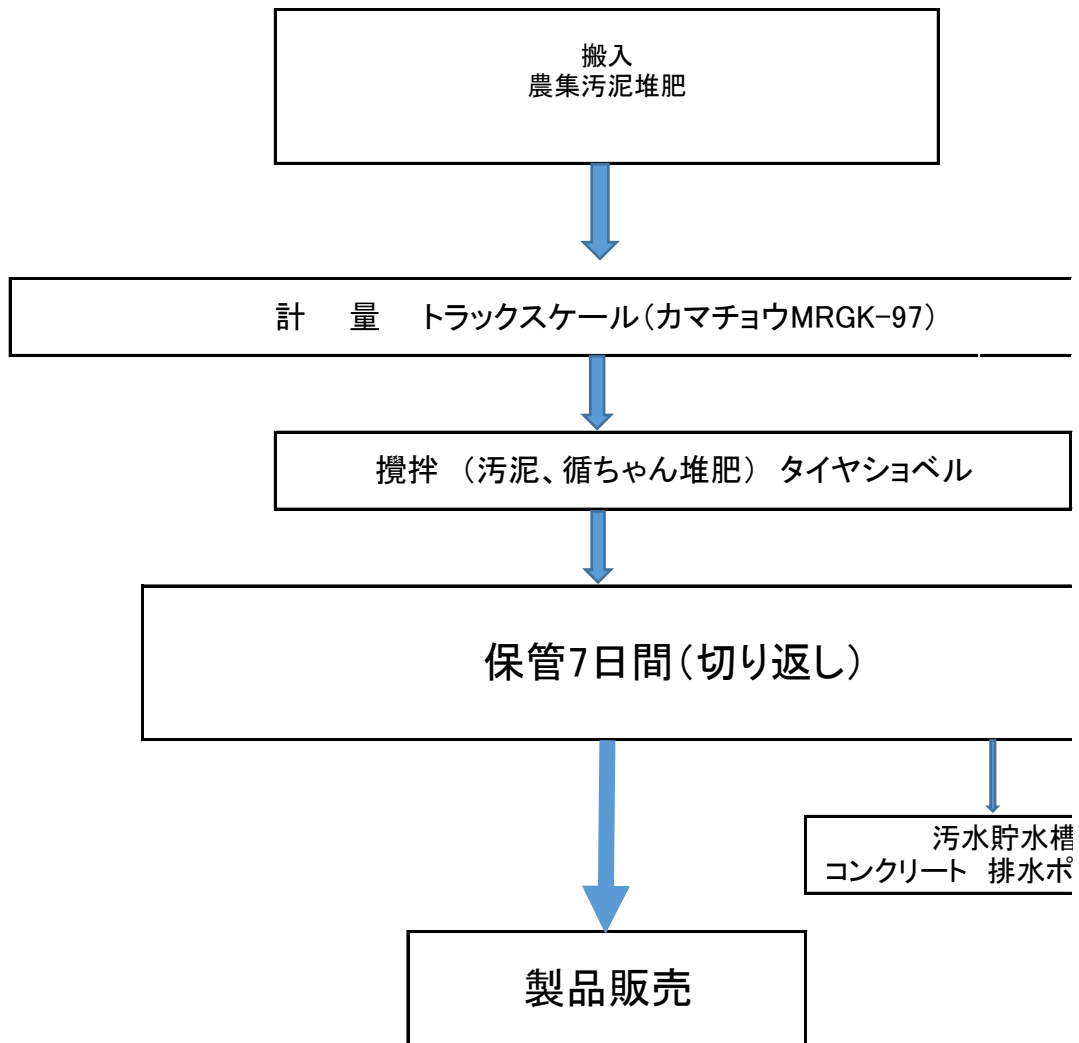 搬入
農集汚泥堆肥
計　量　トラックスケール（カマチョウMRGK-97）
攪拌　（汚泥、循ちゃん堆肥）　タイヤショベル
保管7日間（切り返し）
汚水貯水槽
コンクリート　排水ポ
製品販売